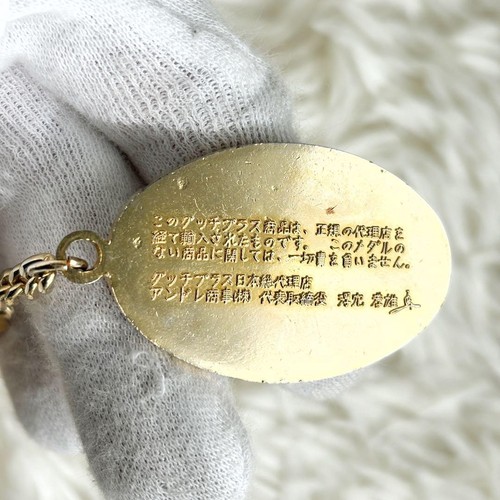 このグッチプラス商品は、正規の代理店を
経て輸入されたものです。 このメダルの
ない商品に関しては、一切責を負いません。
グッチプラス日本総代理店
アンドレ商事㈱ 代表取締役